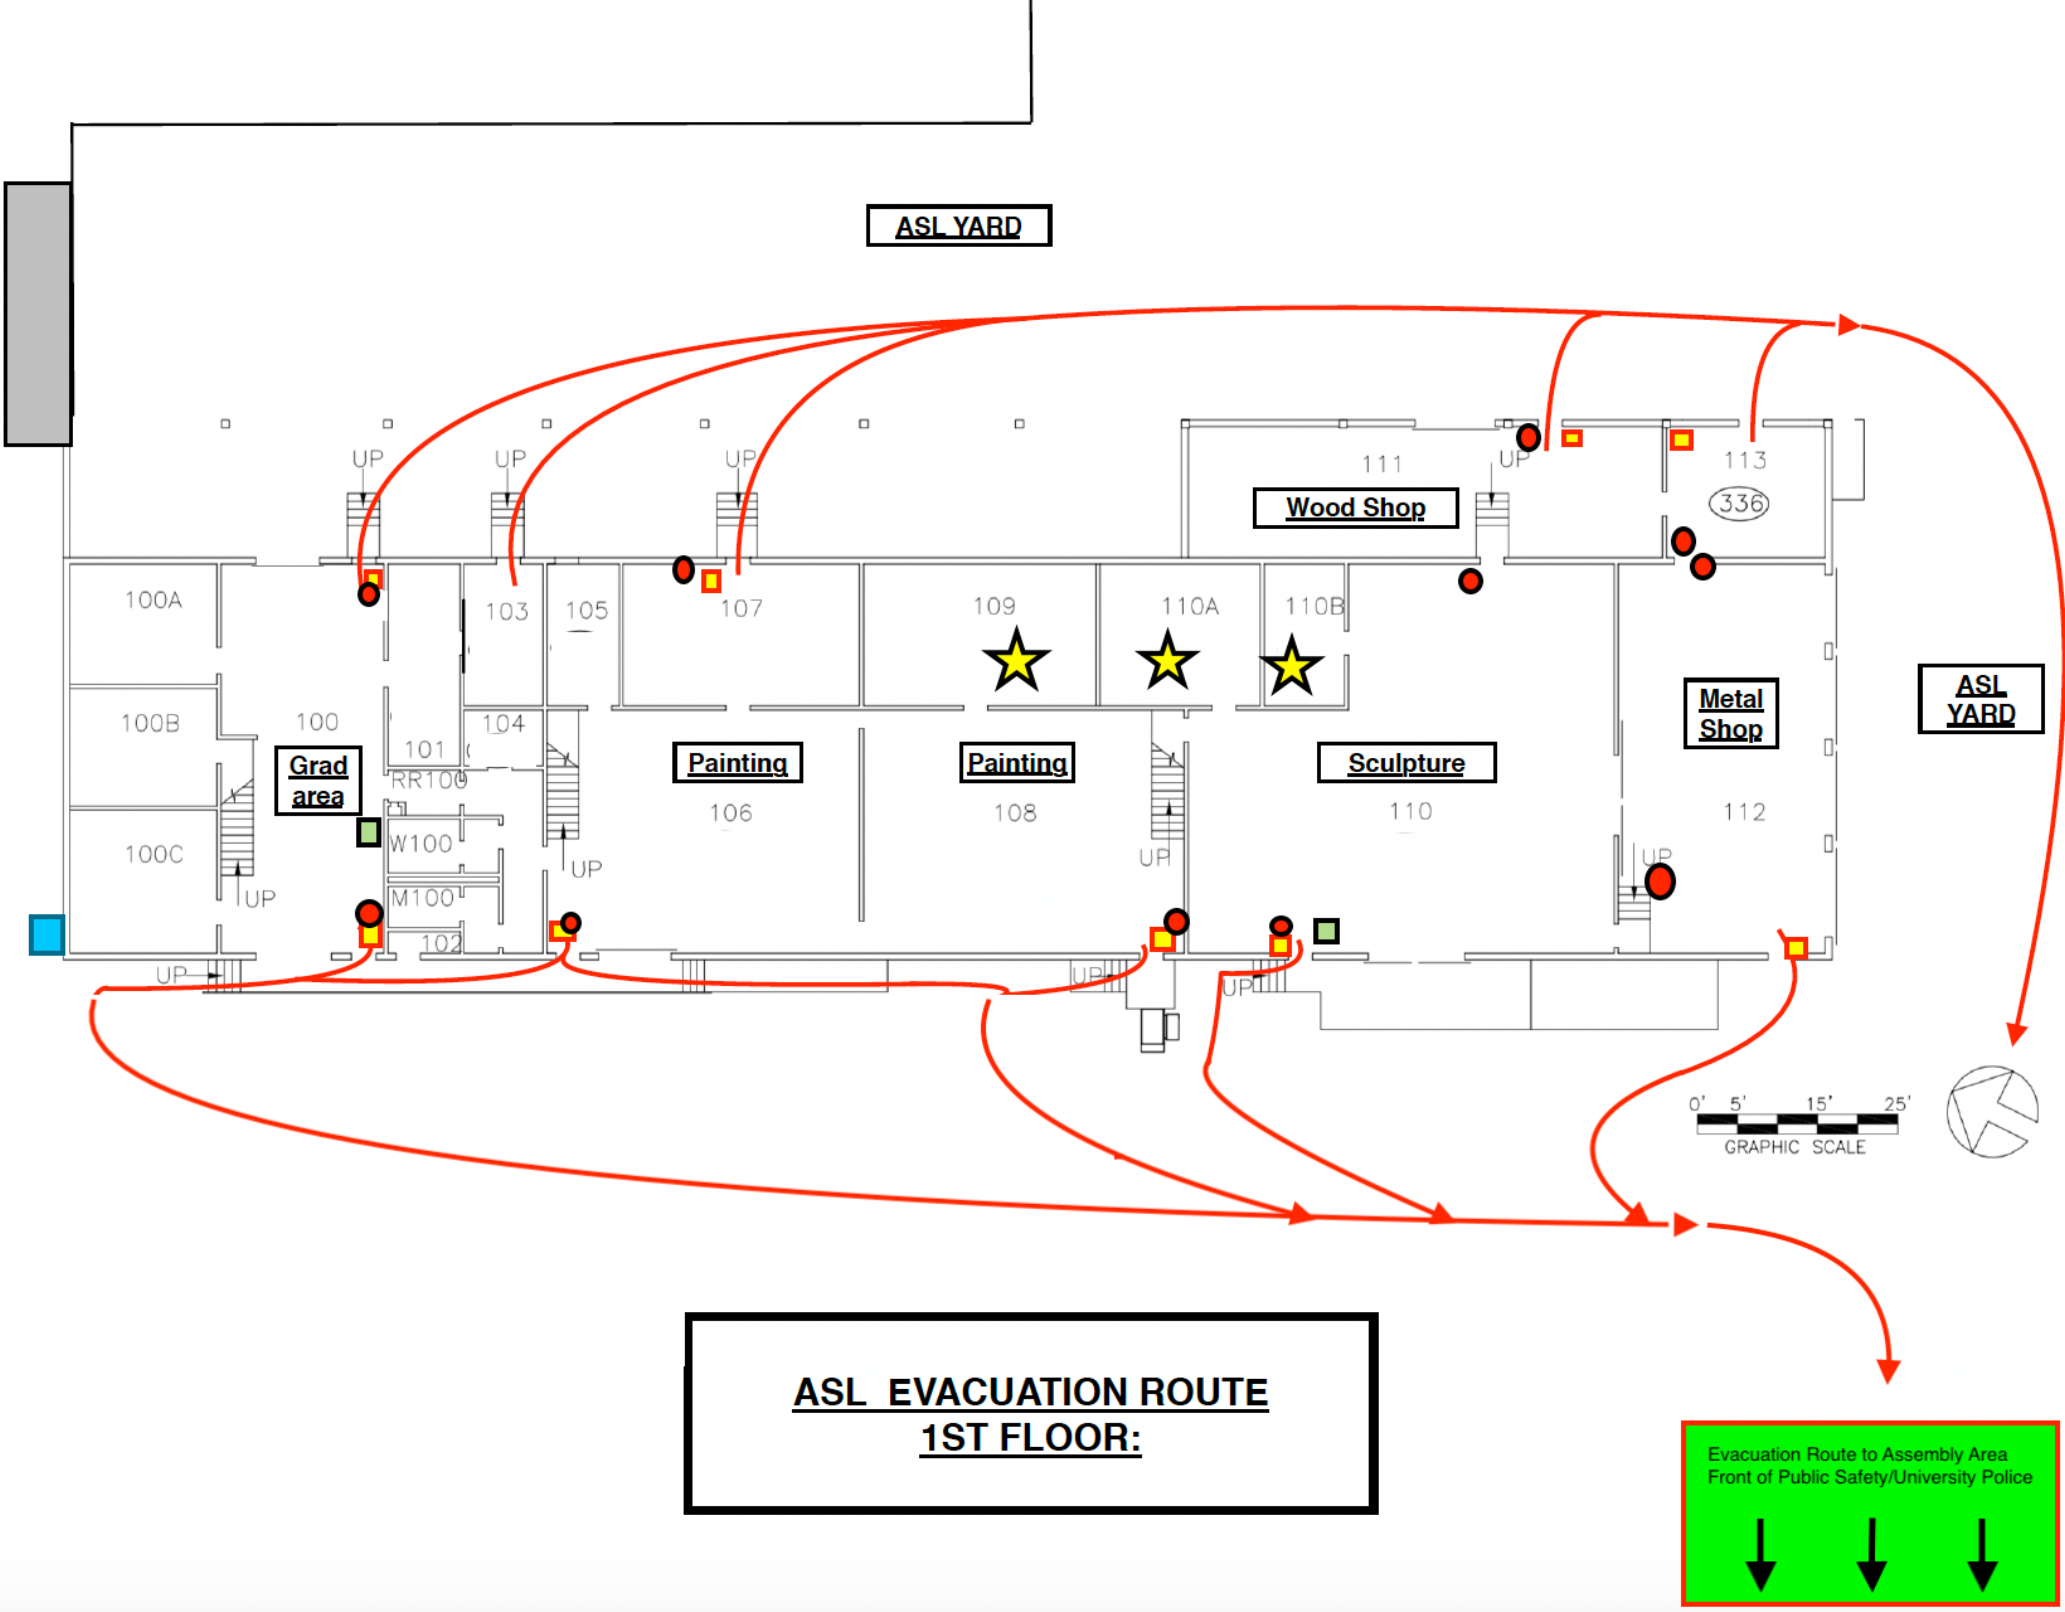 ASL YARD
UP
UP
UP
UP
111
113
336
Wood Shop
100A
103
105
107
109
110A
110B
100B
100
101
104
Grad
area
RR100
Painting
Painting
Sculpture
Metal
Shop
ASL
YARD
106
108
110
112
100C
W100
UP
UP
UP
UP
M100
102
UP
UP
UP
0' 5' 15' 25'
GRAPHIC SCALE
ASL EVACUATION ROUTE
1ST FLOOR:
Evacuation Route to Assembly Area
Front of Public Safety/University Police